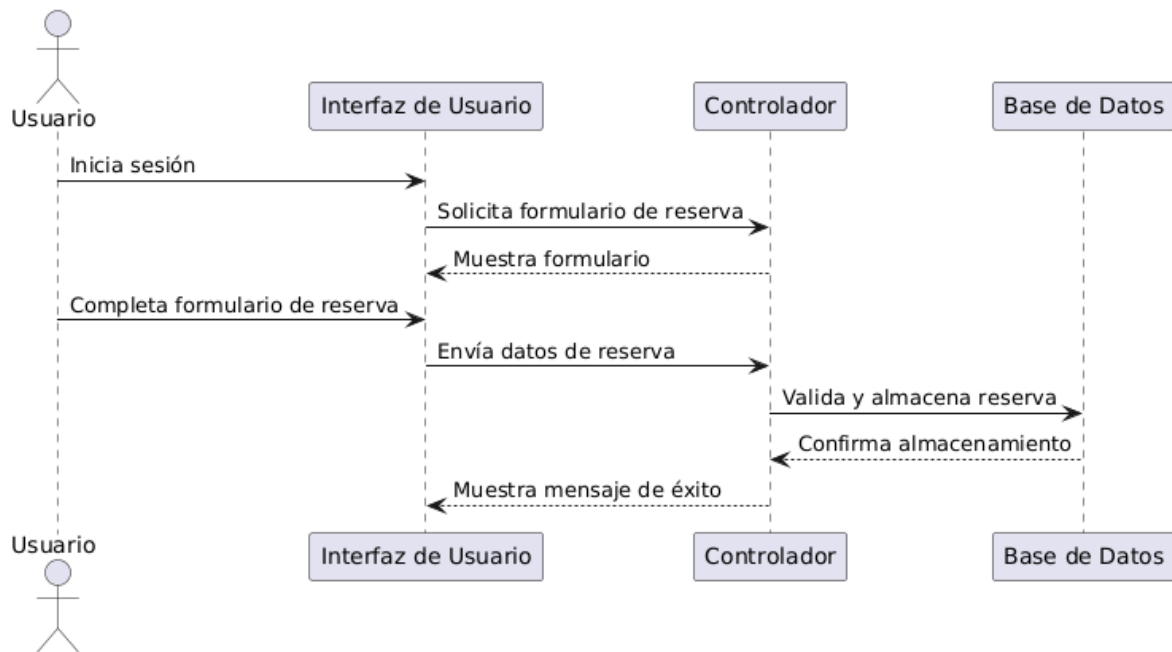 Usuario
Interfaz de Usuario
Controlador
Base de Datos
Inicia sesión
Solicita formulario de reserva
Muestra formulario
Completa formulario de reserva
Envía datos de reserva
Valida y almacena reserva
Confirma almacenamiento
Muestra mensaje de éxito
Usuario
Interfaz de Usuario
Controlador
Base de Datos